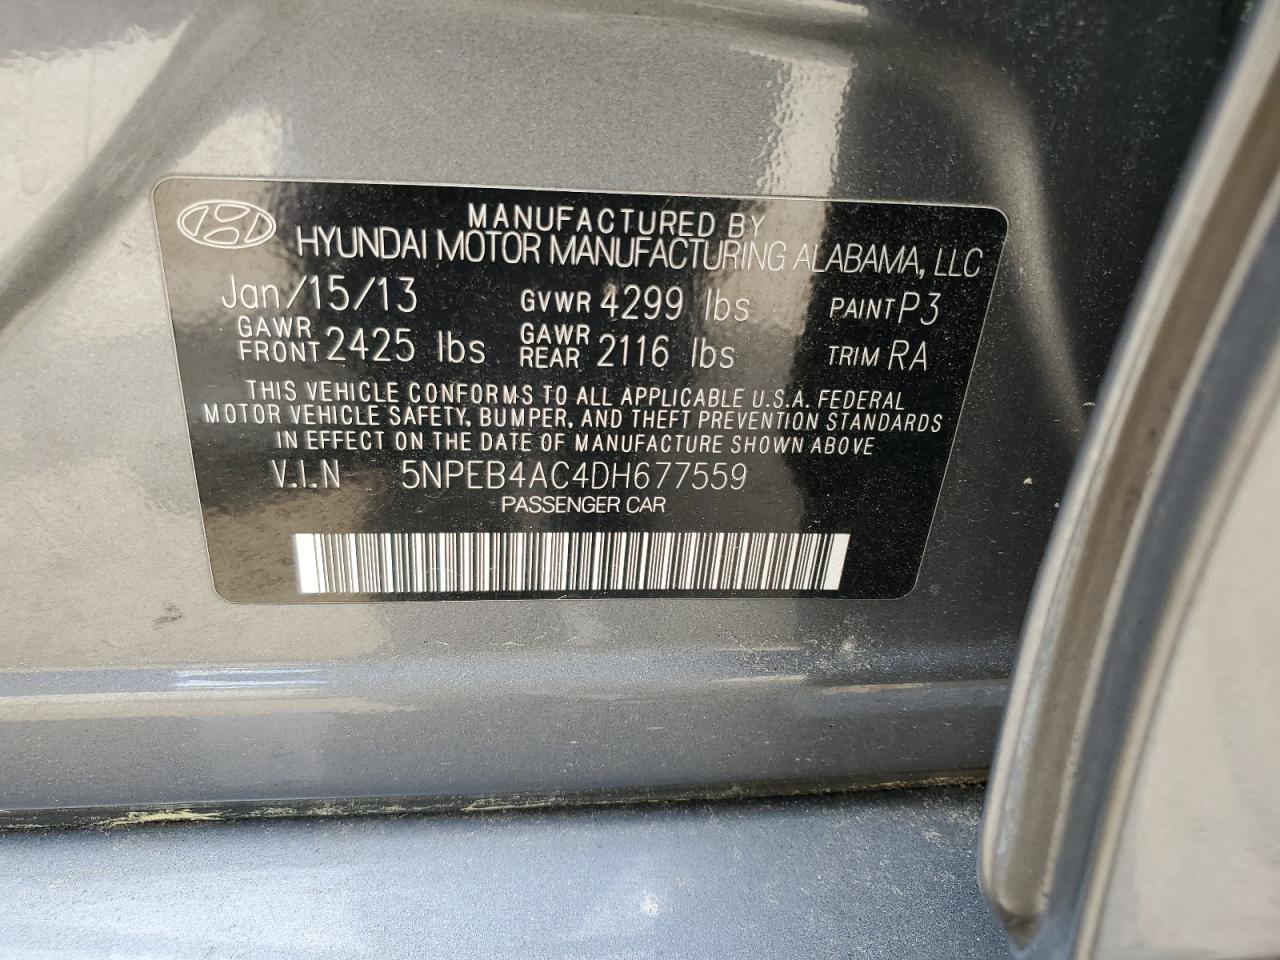 MANUFACTURED BY
HYUNDAI MOTOR MANUFACTURING ALABAMA, LLC
Jan/15/13 GVWR 4299 lbs PAINT P3
GAWR FRONT 2425 lbs GAWR REAR 2116 lbs TRIM RA
THIS VEHICLE CONFORMS TO ALL APPLICABLE U.S.A. FEDERAL
MOTOR VEHICLE SAFETY, BUMPER, AND THEFT PREVENTION STANDARDS
IN EFFECT ON THE DATE OF MANUFACTURE SHOWN ABOVE
V.I.N 5NPEB4AC4DH677559
PASSENGER CAR